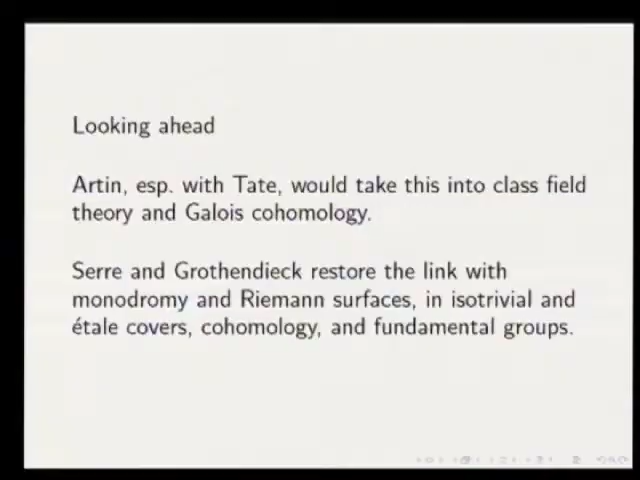 Looking ahead
Artin, esp. with Tate, would take this into class field
theory and Galois cohomology.
Serre and Grothendieck restore the link with
monodromy and Riemann surfaces, in isotrivial and
étale covers, cohomology, and fundamental groups.